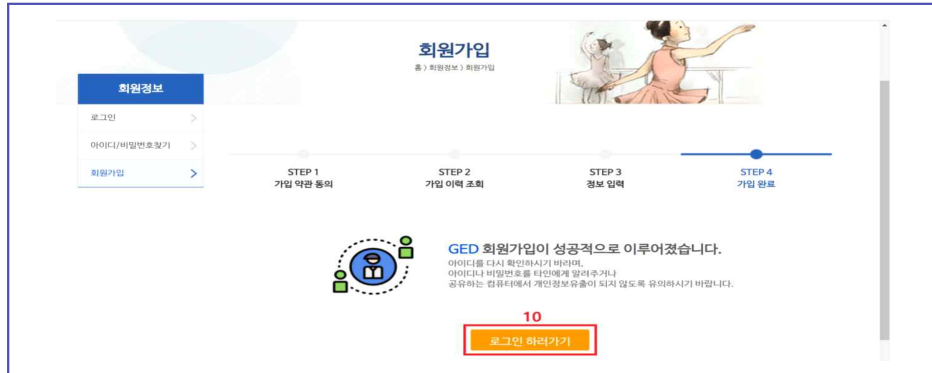 회원가입
홈 > 회원정보 > 회원가입
회원정보
로그인
아이디/비밀번호찾기
회원가입
STEP 1
가입 약관 동의
STEP 2
가입 이력 조회
STEP 3
정보 입력
STEP 4
가입 완료
GED 회원가입이 성공적으로 이루어졌습니다.
아이디를 다시 확인하시기 바라며,
아이디나 비밀번호를 타인에게 알려주거나
공유하는 컴퓨터에서 개인정보유출이 되지 않도록 유의하시기 바랍니다.
10
로그인 하러가기